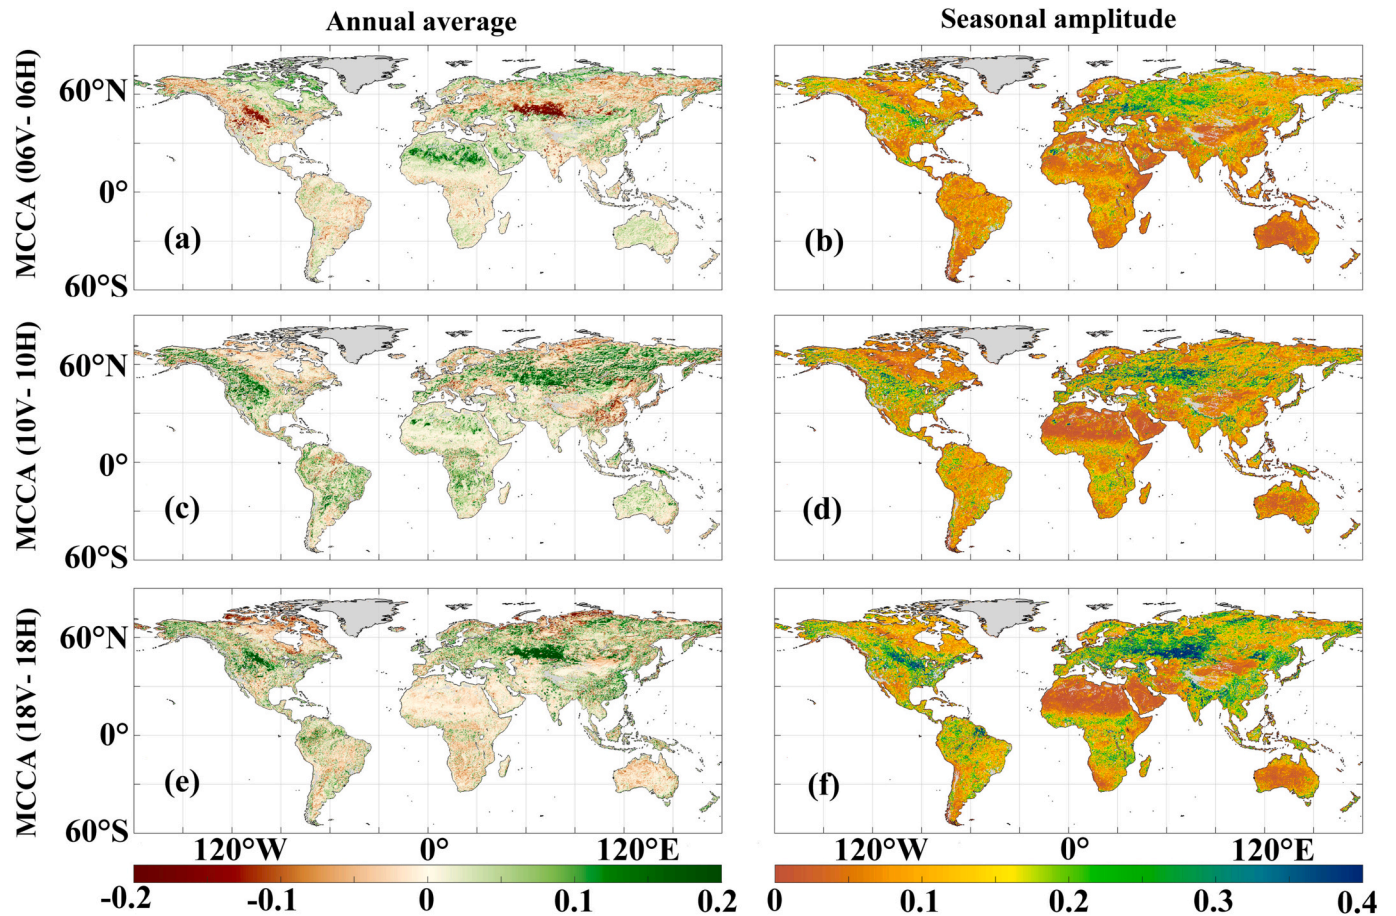 Annual average
Seasonal amplitude
MCCA (06V- 06H)
60°N
0°
60°S
(a)
(b)
MCCA (10V- 10H)
60°N
0°
60°S
(c)
(d)
MCCA (18V- 18H)
60°N
0°
60°S
(e)
(f)
120°W 0° 120°E
120°W 0° 120°E
-0.2 -0.1 0 0.1 0.2
0 0.1 0.2 0.3 0.4